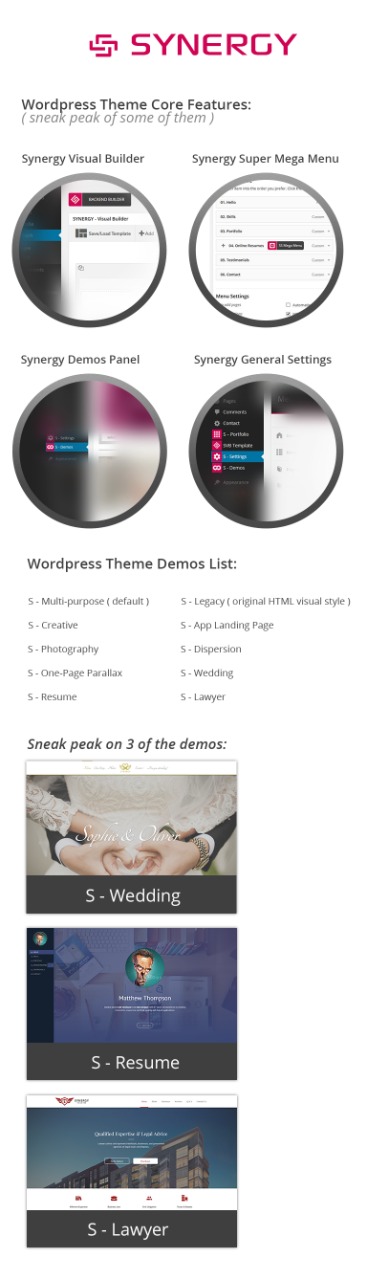 SYNERGY
Wordpress Theme Core Features:
( sneak peak of some of them )
Synergy Visual Builder
Synergy Super Mega Menu
BACKEND BUILDER
SYNERGY - Visual Builder
Save/Load Template
Add
01. Hello
02. Skills
Custom
03. Portfolio
Custom
04. Online Resumes
SS Mega Menu
05. Testimonials
Custom
06. Contact
Custom
Menu Settings
Synergy Demos Panel
Synergy General Settings
S - Settings
S - Demos
Pages
Comments
Contact
S - Portfolio
SVB Template
S - Settings
S - Demos
Appearance
Wordpress Theme Demos List:
S - Multi-purpose ( default )
S - Legacy ( original HTML visual style )
S - Creative
S - App Landing Page
S - Photography
S - Dispersion
S - One-Page Parallax
S - Wedding
S - Resume
S - Lawyer
Sneak peak on 3 of the demos:
Sophie & Oliver
S - Wedding
Matthew Thompson
S - Resume
SYNERGY
Qualified Expertise & Legal Advice
S - Lawyer